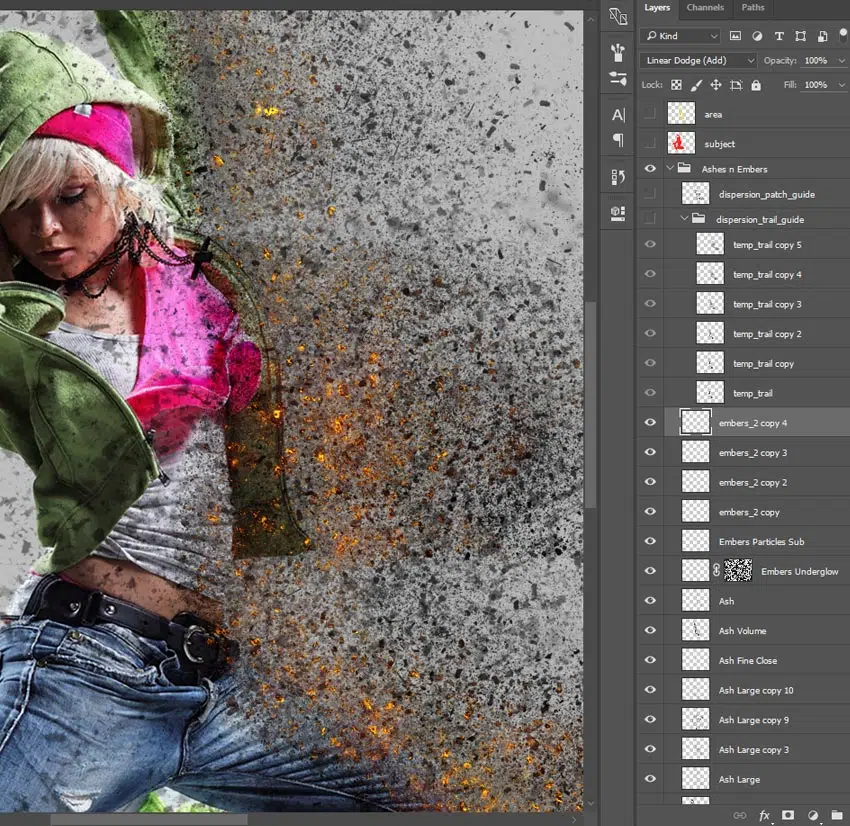 Layers Channels Paths
Kind
T
Linear Dodge (Add) Opacity: 100%
Lock: Fill: 100%
A
area
subject
Ashes n Embers
dispersion_patch_guide
dispersion_trail_guide
temp_trail copy 5
temp_trail copy 4
temp_trail copy 3
temp_trail copy 2
temp_trail copy
temp_trail
embers_2 copy 4
embers_2 copy 3
embers_2 copy 2
embers_2 copy
Embers Particles Sub
Embers Underglow
Ash
Ash Volume
Ash Fine Close
Ash Large copy 10
Ash Large copy 9
Ash Large copy 3
Ash Large
fx